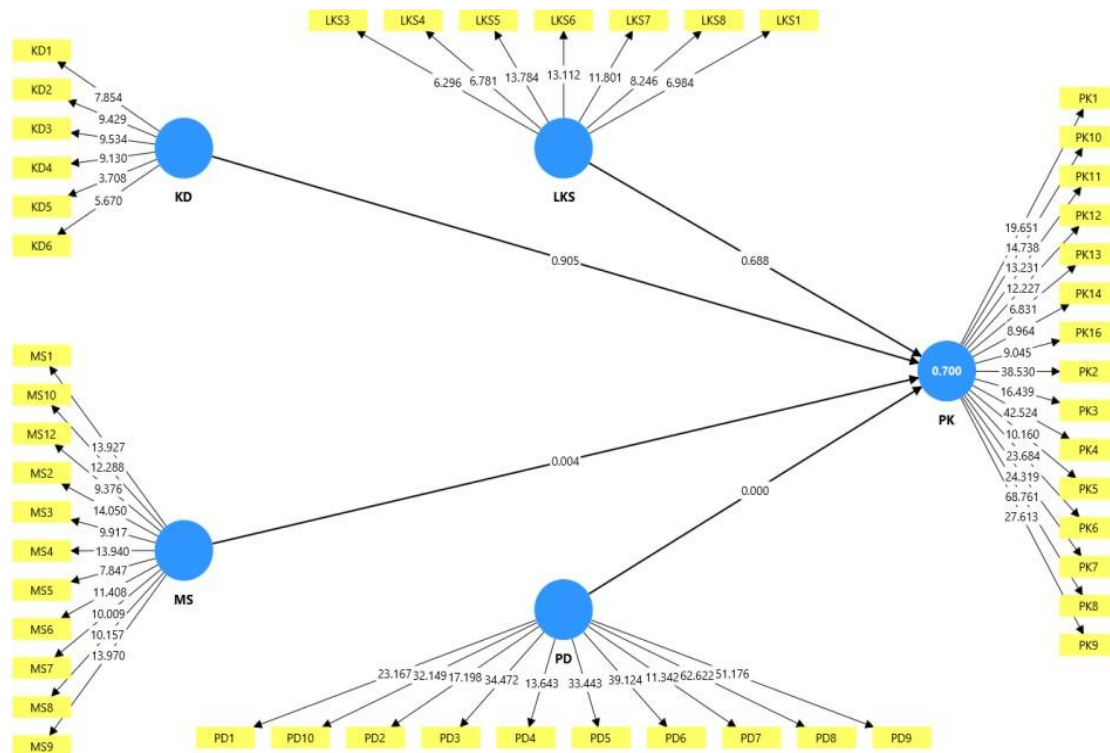 LKS3 LKS4 LKS5 LKS6 LKS7 LKS8 LKS1
6.296 6.781 13.784 13.112 11.801 8.246 6.984
LKS
KD1
KD2
KD3
KD4
KD5
KD6
7.854
9.429
9.534
9.130
3.708
5.670
KD
0.905
0.688
PK1
PK10
PK11
PK12
PK13
PK14
PK16
PK2
PK3
PK4
PK5
PK6
PK7
PK8
PK9
19.651
14.738
13.231
12.227
6.831
8.964
9.045
38.530
16.439
42.524
10.160
23.684
24.319
68.761
27.613
0.700
PK
MS1
MS10
MS12
MS2
MS3
MS4
MS5
MS6
MS7
MS8
MS9
13.927
12.288
9.376
14.050
9.917
13.940
7.847
11.408
10.009
10.157
13.970
MS
0.004
0.000
PD
23.167 32.149 17.198 34.472 13.643 33.443 39.124 11.342 62.622 51.176
PD1 PD10 PD2 PD3 PD4 PD5 PD6 PD7 PD8 PD9